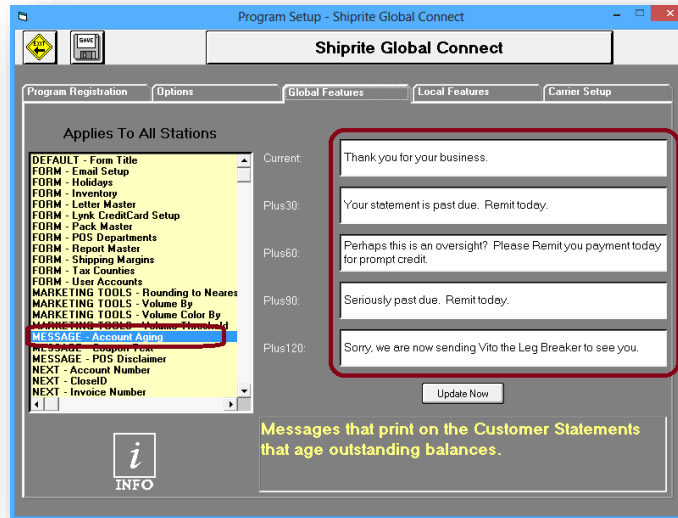 Program Setup - Shiprite Global Connect
EXIT
SAVE
Shiprite Global Connect
Program Registration
Options
Global Features
Local Features
Carrier Setup
Applies To All Stations
DEFAULT - Form Title
FORM - Email Setup
FORM - Holidays
FORM - Inventory
FORM - Letter Master
FORM - Lynk CreditCard Setup
FORM - Pack Master
FORM - POS Departments
FORM - Report Master
FORM - Shipping Margins
FORM - Tax Counties
FORM - User Accounts
MARKETING TOOLS - Rounding to Neares
MARKETING TOOLS - Volume By
MARKETING TOOLS - Volume Color By
MARKETING TOOLS - Volume Threshold
MESSAGE - Account Aging
MESSAGE - Coupon Text
MESSAGE - POS Disclaimer
NEXT - Account Number
NEXT - CloseID
NEXT - Invoice Number
Current:
Thank you for your business.
Plus30:
Your statement is past due. Remit today.
Plus60:
Perhaps this is an oversight? Please Remit you payment today
for prompt credit.
Plus90:
Seriously past due. Remit today.
Plus120:
Sorry, we are now sending Vito the Leg Breaker to see you.
Update Now
i
INFO
Messages that print on the Customer Statements
that age outstanding balances.